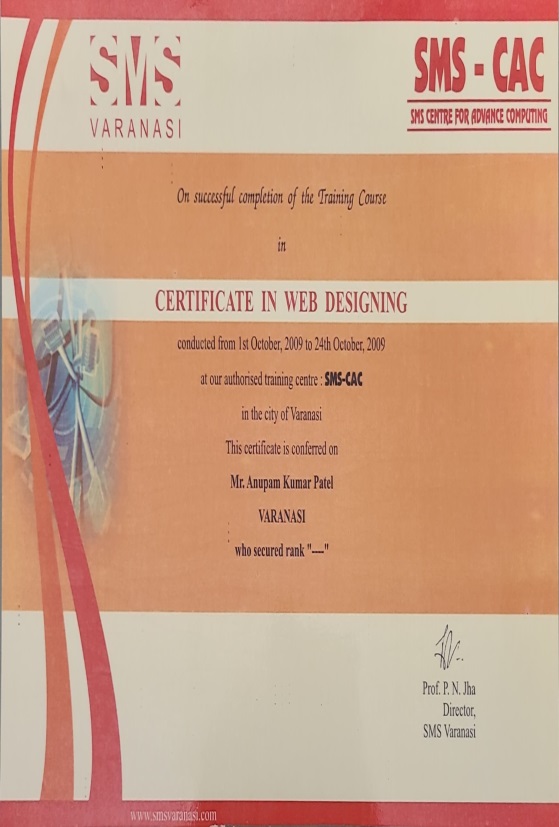 SMS
VARANASI
SMS - CAC
SMS CENTRE FOR ADVANCE COMPUTING
On successful completion of the Training Course
in
CERTIFICATE IN WEB DESIGNING
conducted from 1st October, 2009 to 24th October, 2009
at our authorised training centre : SMS-CAC
in the city of Varanasi
This certificate is conferred on
Mr. Anupam Kumar Patel
VARANASI
who secured rank "----"
Prof. P. N. Jha
Director,
SMS Varanasi
www.smsvaranasi.com